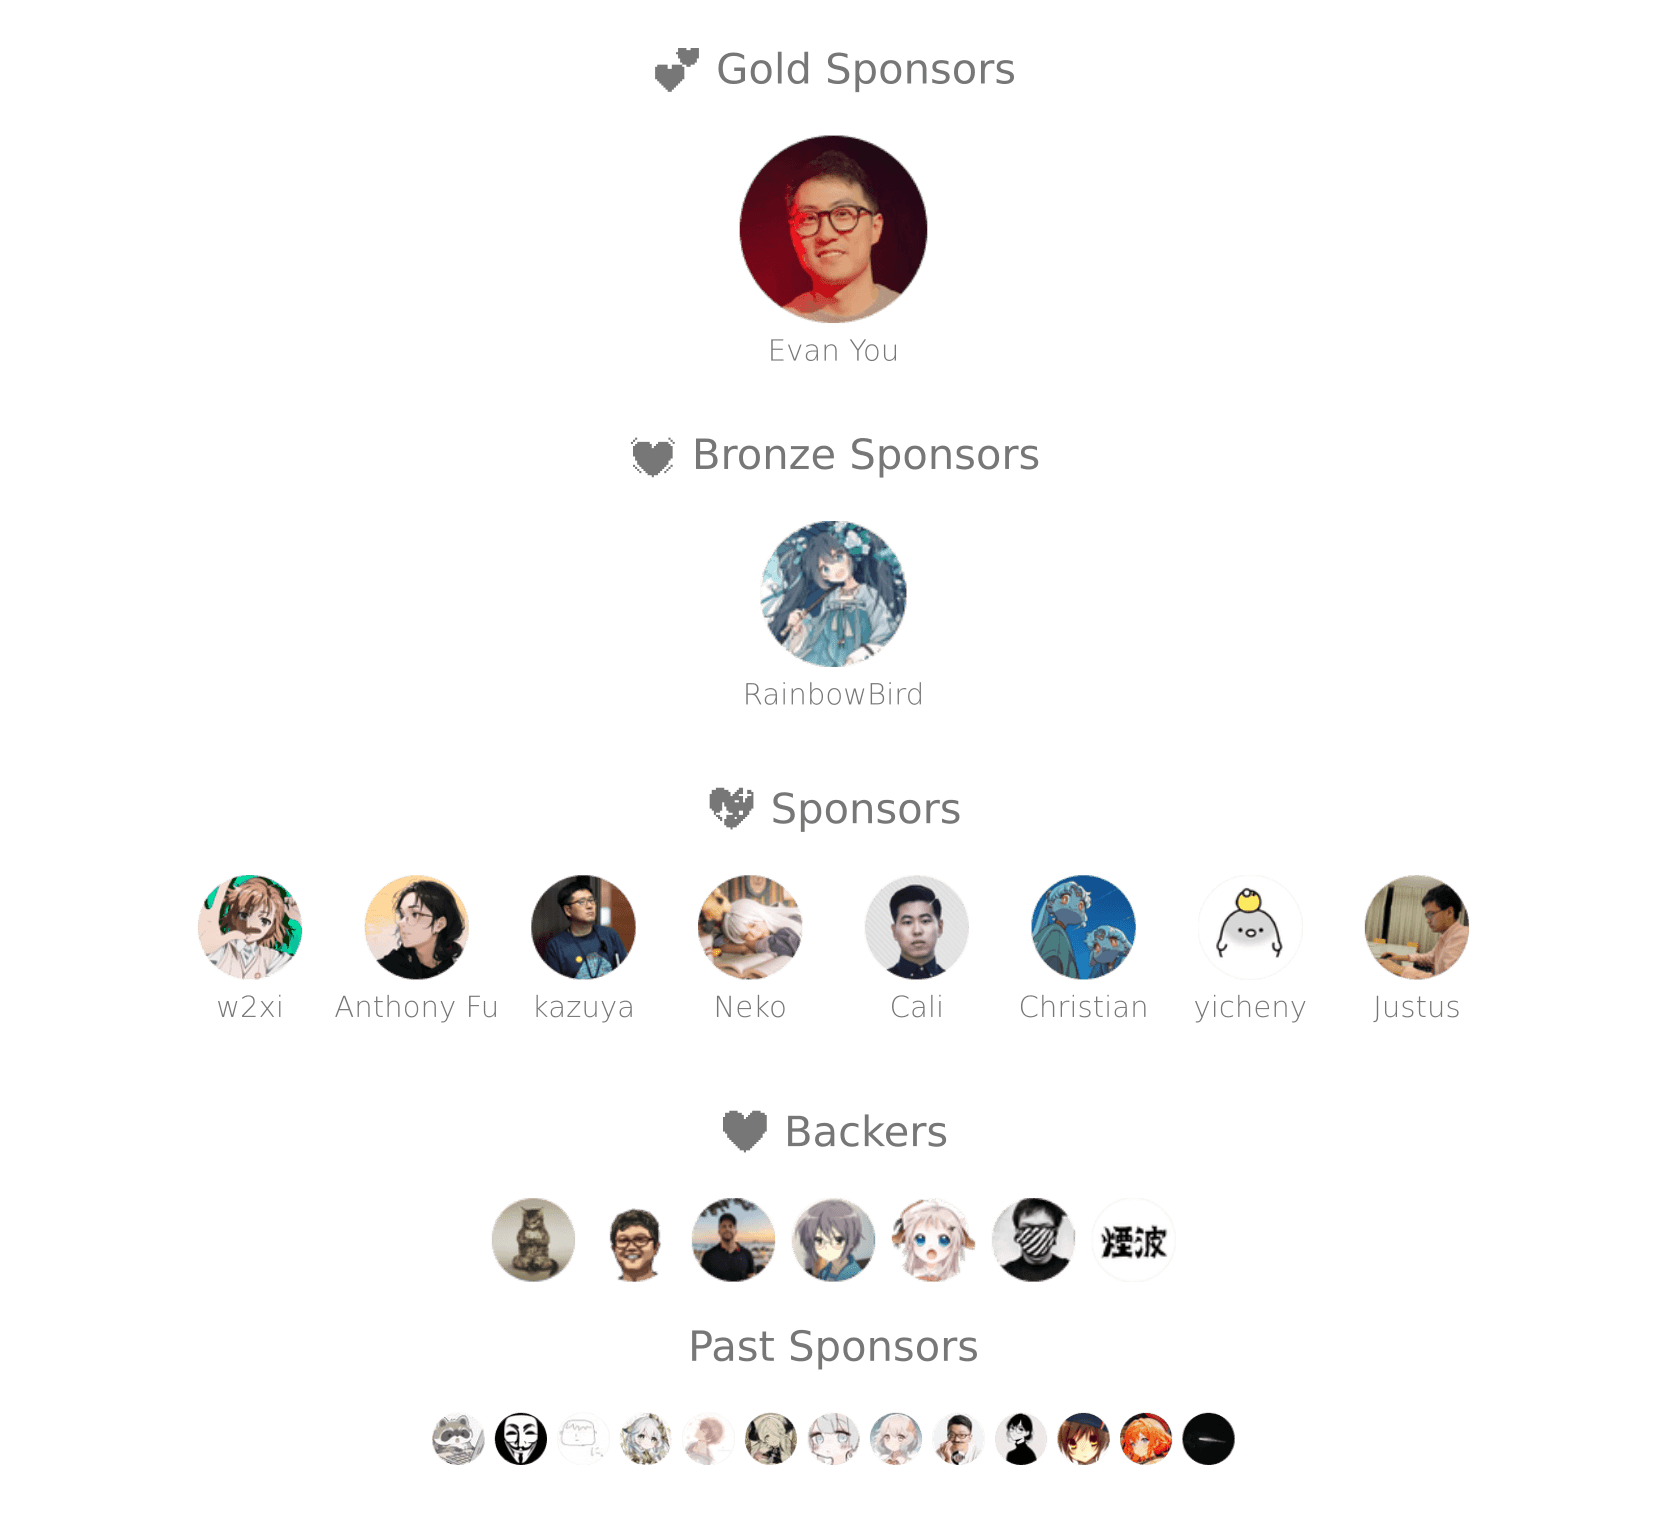 Gold Sponsors
Evan You
Bronze Sponsors
RainbowBird
Sponsors
w2xi Anthony Fu kazuya Neko Cali Christian yicheny Justus
Backers
煙波
Past Sponsors